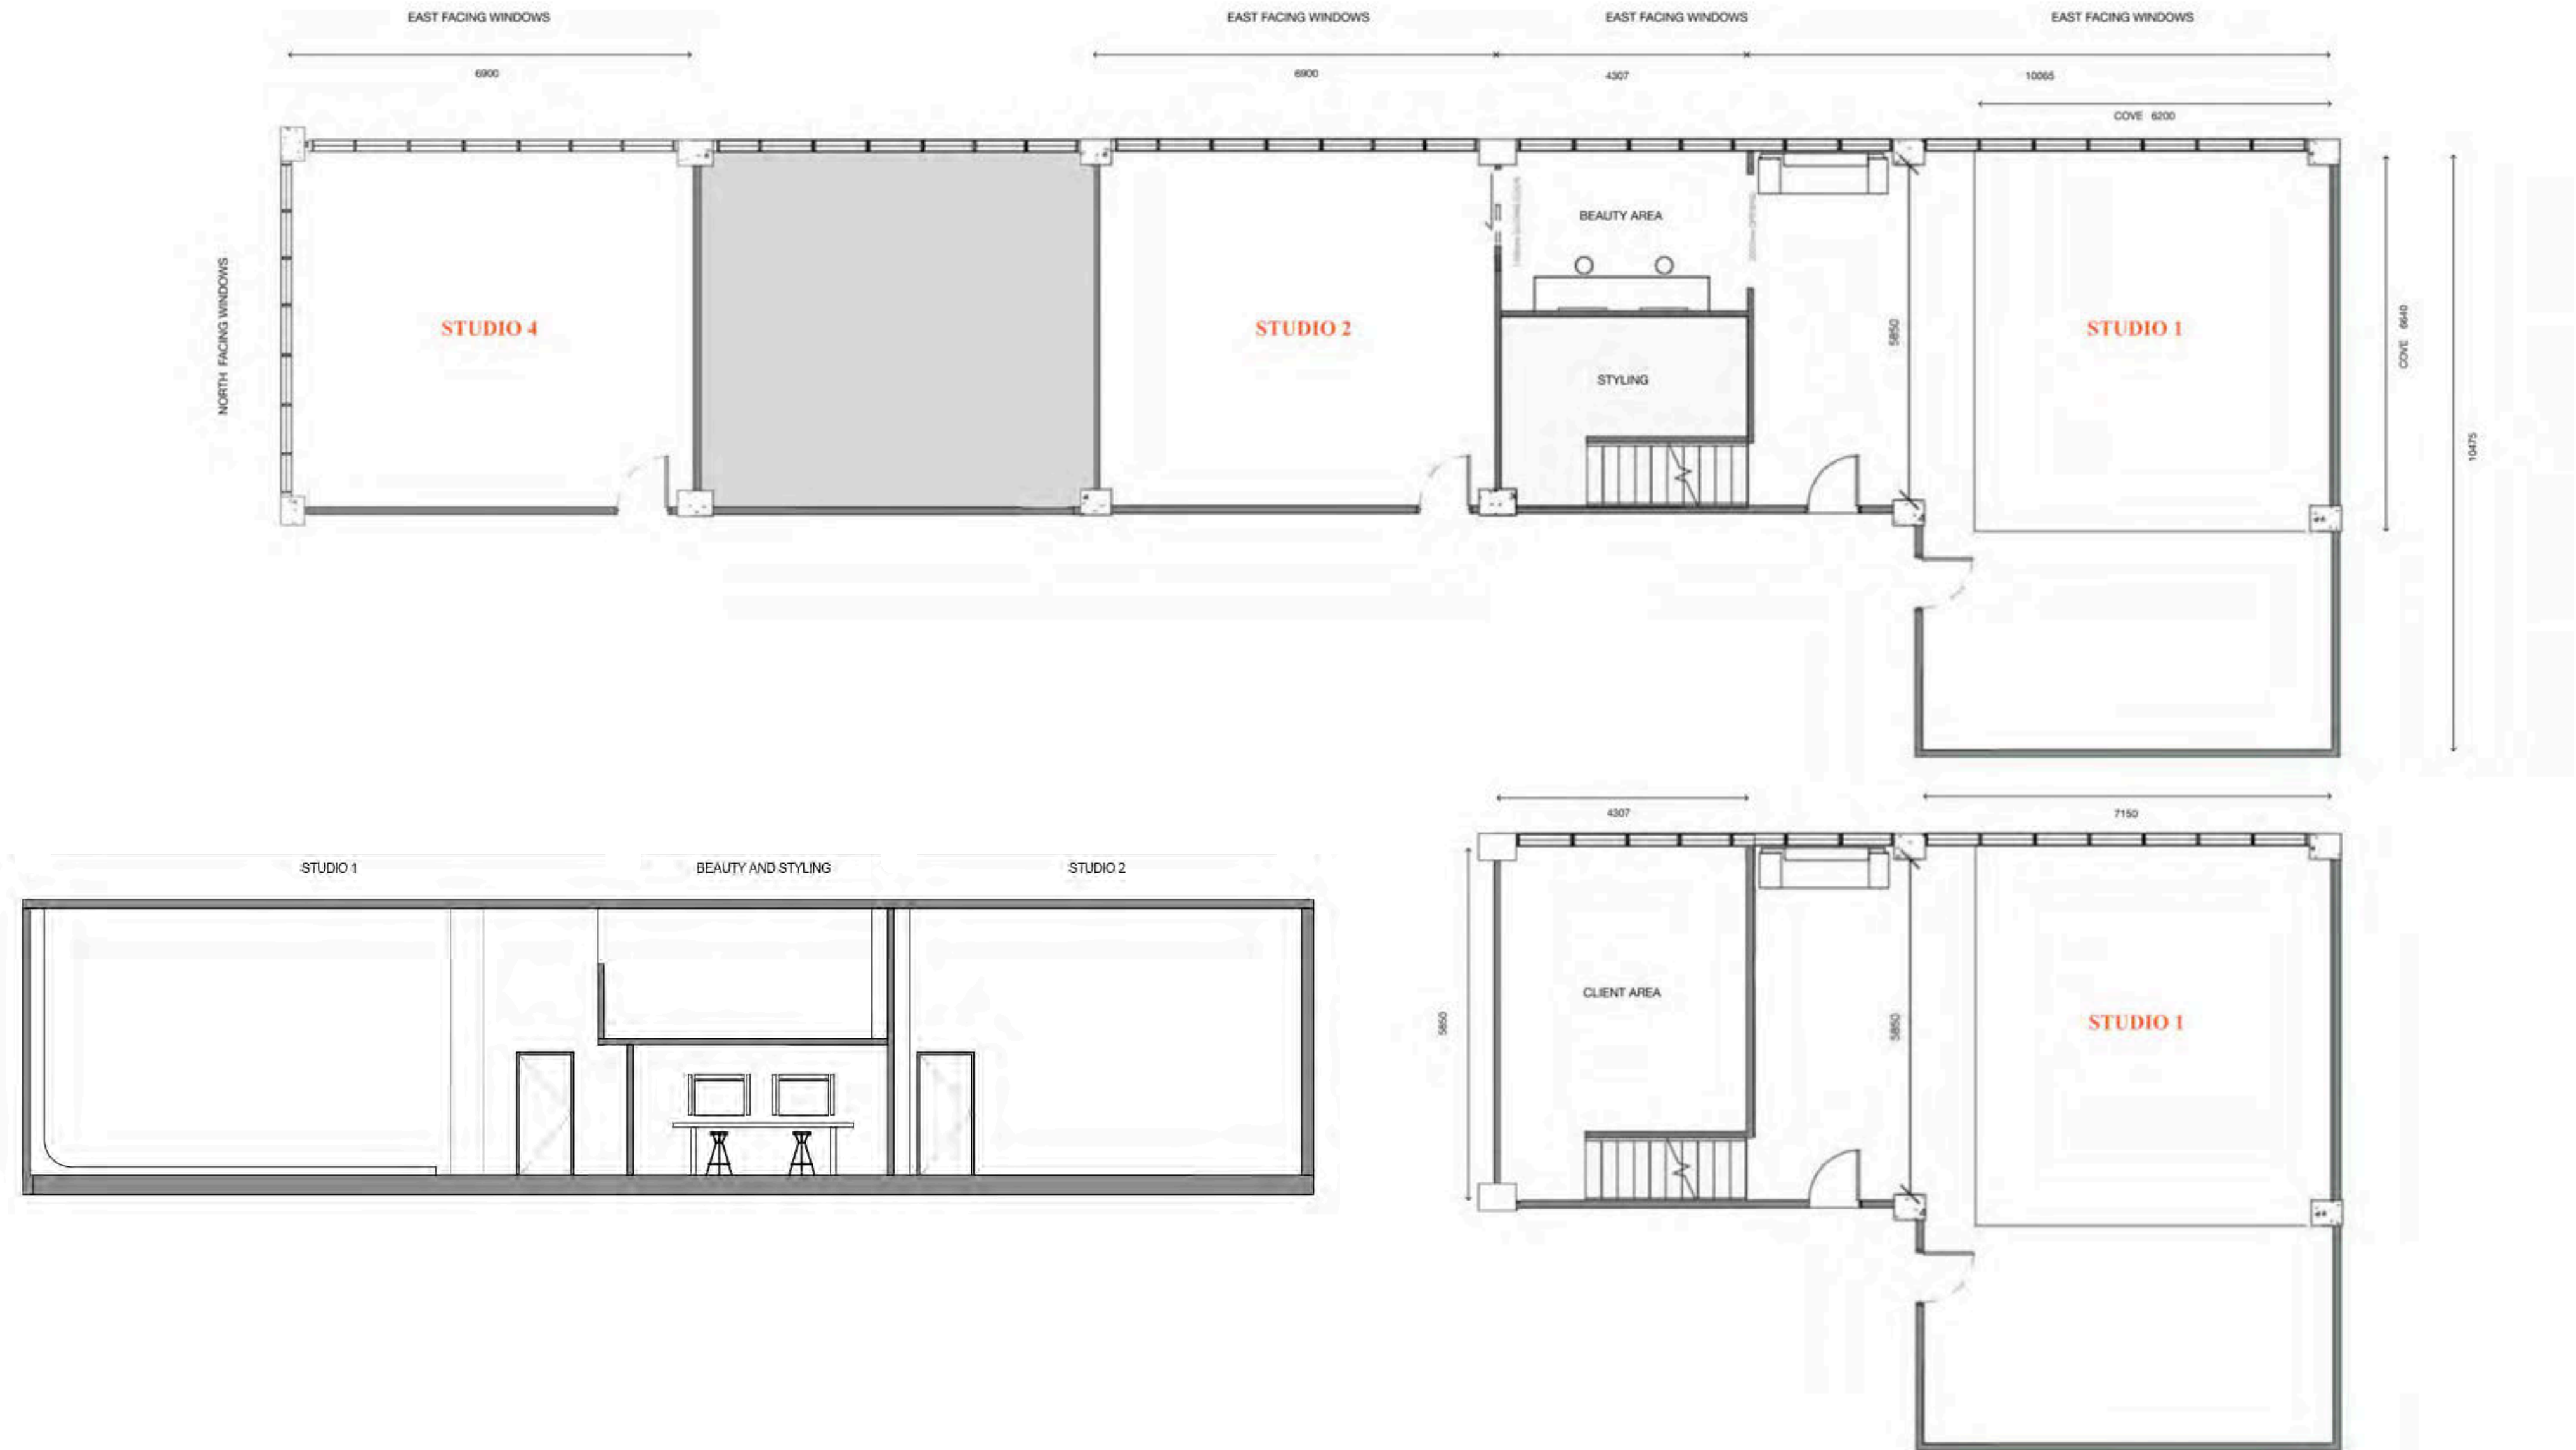 EAST FACING WINDOWS
EAST FACING WINDOWS
EAST FACING WINDOWS
EAST FACING WINDOWS
6900
6900
4307
10065
COVE 6200
NORTH FACING WINDOWS
STUDIO 4
STUDIO 2
BEAUTY AREA
STYLING
5850
STUDIO 1
COVE 6640
10475
STUDIO 1
BEAUTY AND STYLING
STUDIO 2
4307
7150
5850
CLIENT AREA
5850
STUDIO 1